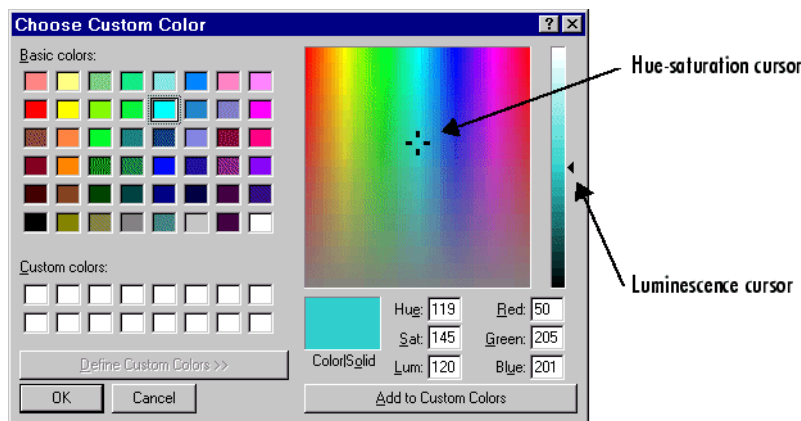 Choose Custom Color
Basic colors:
Custom colors:
Define Custom Colors >>
OK
Cancel
Hue: 119
Sat: 145
Lum: 120
Red: 50
Green: 205
Blue: 201
Color|Solid
Add to Custom Colors
Hue-saturation cursor
Luminescence cursor